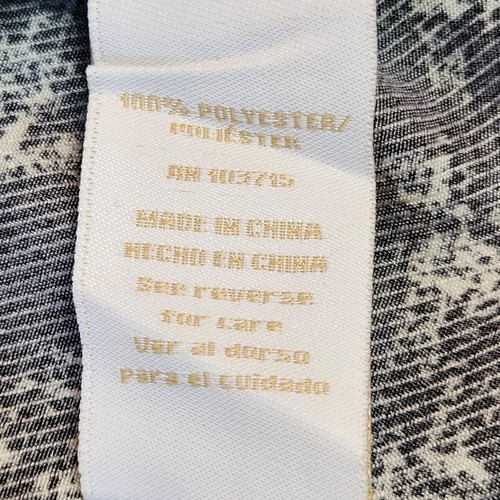 100% POLYESTER/
POLIÉSTER
RN 103715
MADE IN CHINA
HECHO EN CHINA
See reverse
for care
Ver al dorso
para el cuidado